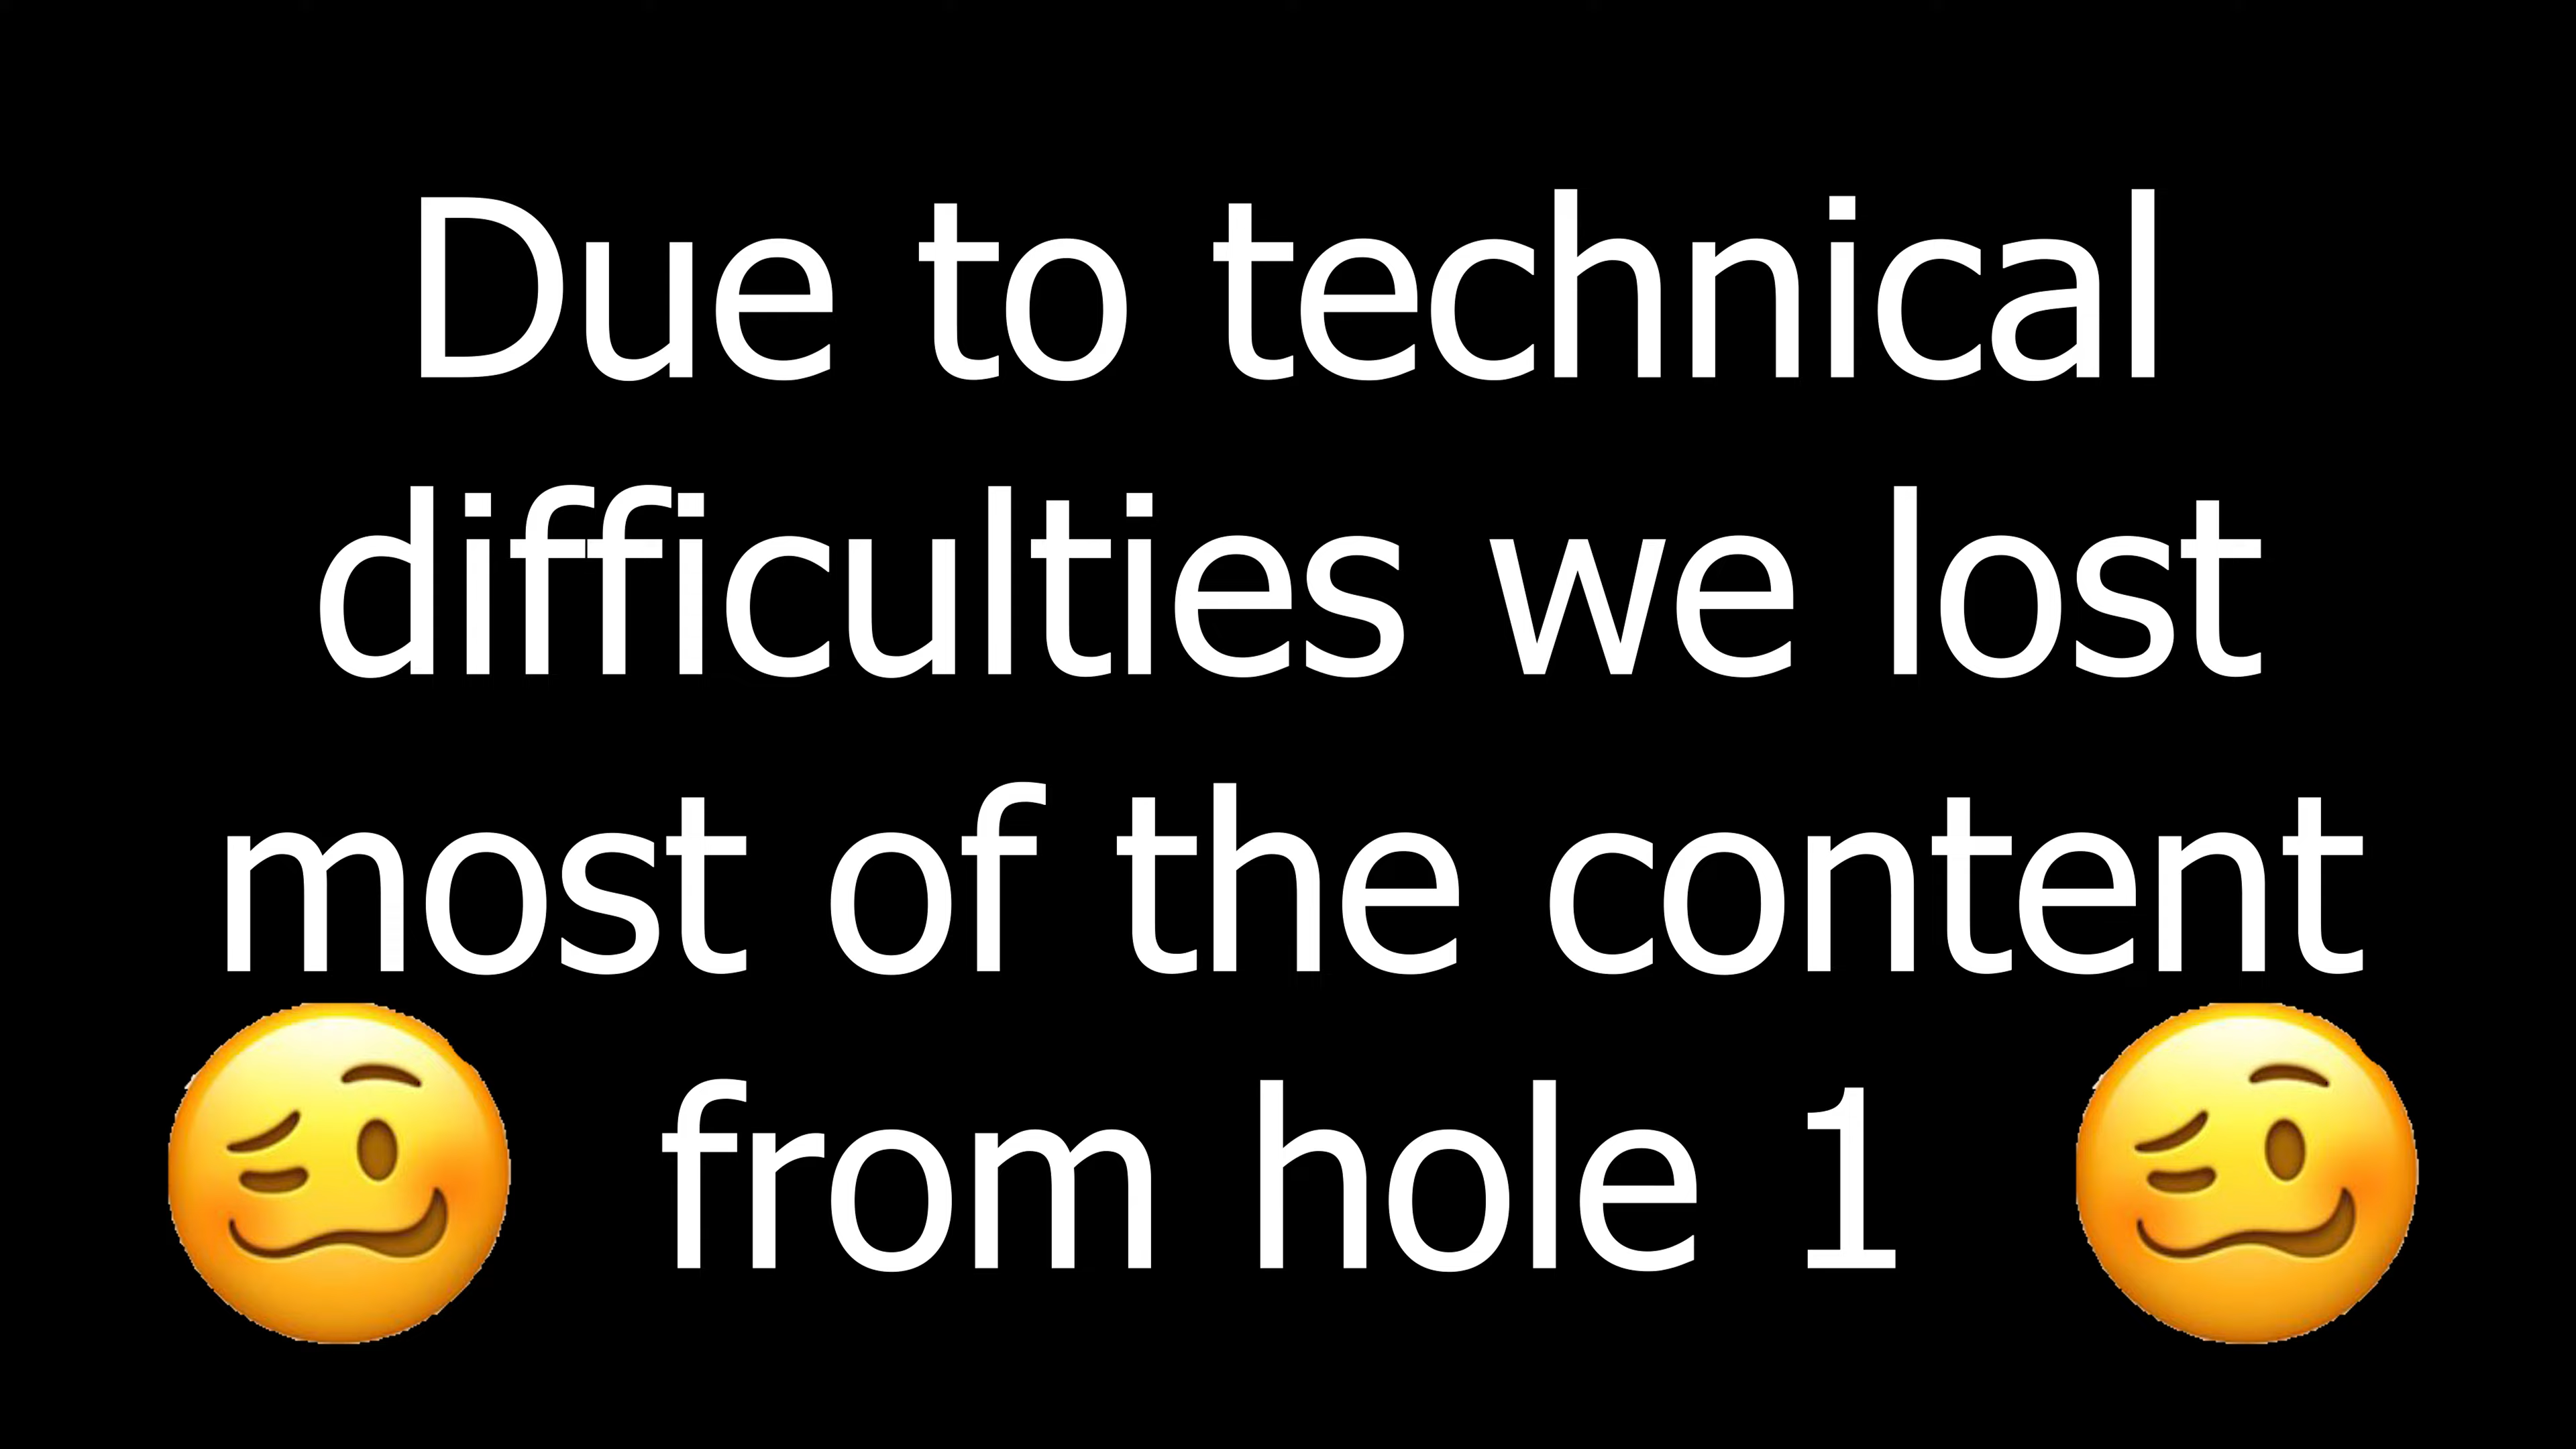 Due to technical
difficulties we lost
most of the content
from hole 1